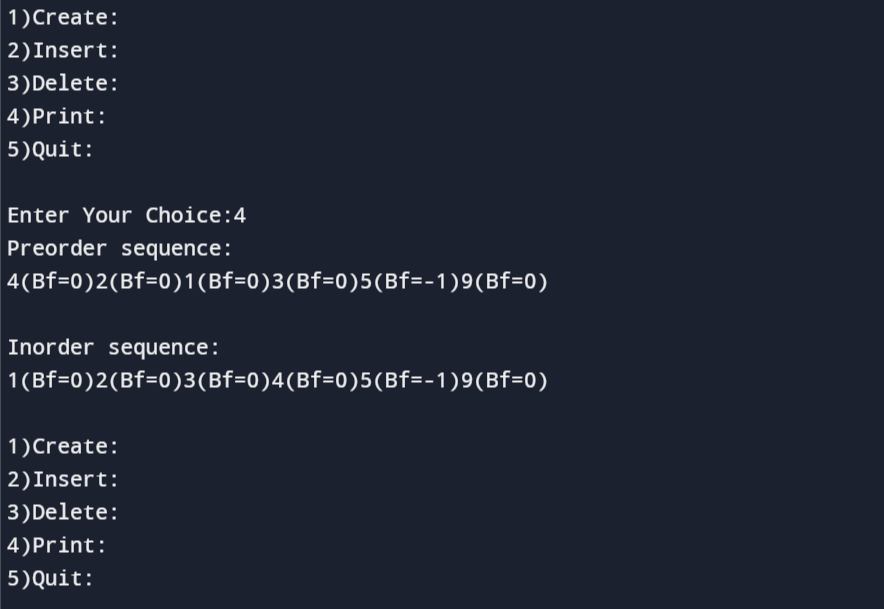 1)Create:
2)Insert:
3)Delete:
4)Print:
5)Quit:
Enter Your Choice:4
Preorder sequence:
4(Bf=0)2(Bf=0)1(Bf=0)3(Bf=0)5(Bf=-1)9(Bf=0)
Inorder sequence:
1(Bf=0)2(Bf=0)3(Bf=0)4(Bf=0)5(Bf=-1)9(Bf=0)
1)Create:
2)Insert:
3)Delete:
4)Print:
5)Quit: